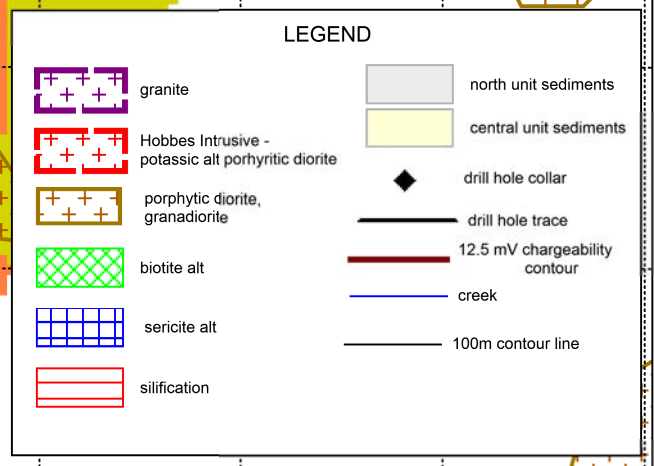 LEGEND
granite
Hobbes Intrusive -
potassic alt porhyritic diorite
porphytic diorite,
granadiorite
biotite alt
sericite alt
silification
north unit sediments
central unit sediments
drill hole collar
drill hole trace
12.5 mV chargeability
contour
creek
100m contour line